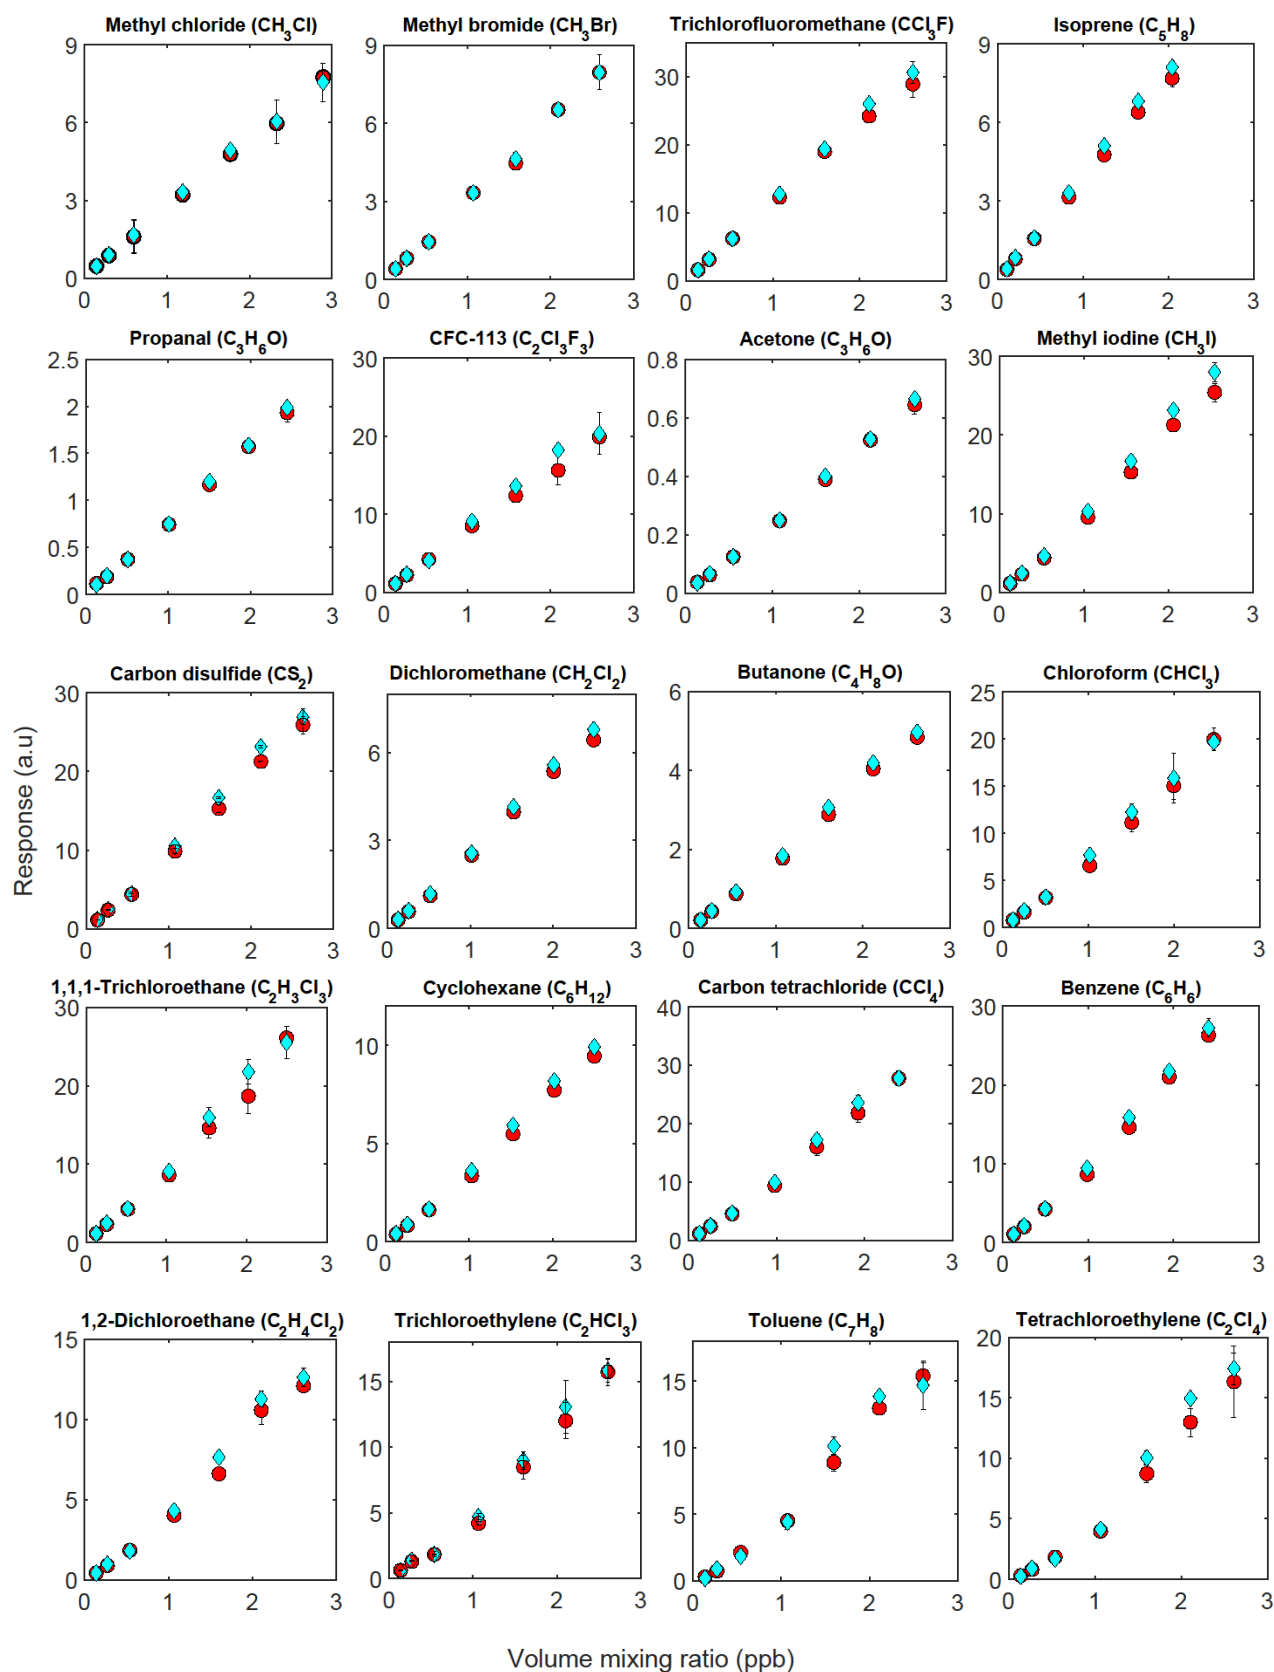 Methyl chloride (CH3Cl)
Methyl bromide (CH3Br)
Trichlorofluoromethane (CCl3F)
Isoprene (C5H8)
9
6
3
0
0 1 2 3
9
6
3
0
0 1 2 3
30
20
10
0
0 1 2 3
9
6
3
0
0 1 2 3
Propanal (C3H6O)
CFC-113 (C2Cl3F3)
Acetone (C3H6O)
Methyl iodine (CH3I)
2.5
2
1.5
1
0.5
0
0 1 2 3
30
20
10
0
0 1 2 3
0.8
0.6
0.4
0.2
0
0 1 2 3
30
20
10
0
0 1 2 3
Response (a.u)
Carbon disulfide (CS2)
Dichloromethane (CH2Cl2)
Butanone (C4H8O)
Chloroform (CHCl3)
30
20
10
0
0 1 2 3
6
3
0
0 1 2 3
6
4
2
0
0 1 2 3
25
20
15
10
5
0
0 1 2 3
1,1,1-Trichloroethane (C2H3Cl3)
Cyclohexane (C6H12)
Carbon tetrachloride (CCl4)
Benzene (C6H6)
30
20
10
0
0 1 2 3
10
5
0
0 1 2 3
40
30
20
10
0
0 1 2 3
30
20
10
0
0 1 2 3
1,2-Dichloroethane (C2H4Cl2)
Trichloroethylene (C2HCl3)
Toluene (C7H8)
Tetrachloroethylene (C2Cl4)
15
10
5
0
0 1 2 3
15
10
5
0
0 1 2 3
15
10
5
0
0 1 2 3
20
15
10
5
0
0 1 2 3
Volume mixing ratio (ppb)